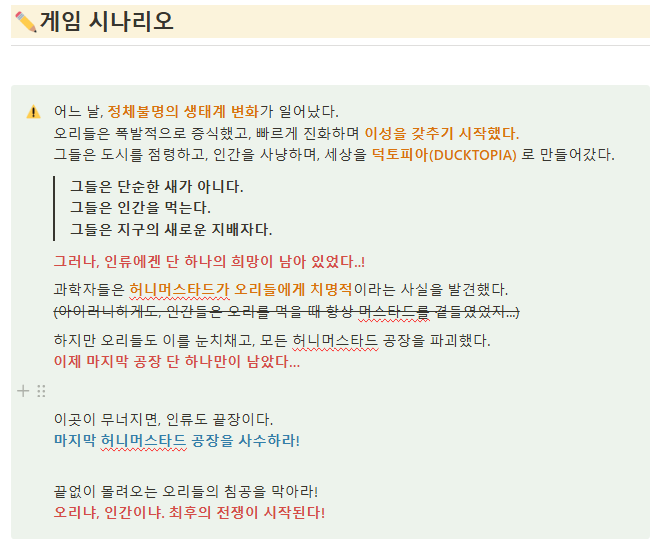 ✏️게임 시나리오
⚠️ 어느 날, 정체불명의 생태계 변화가 일어났다.
오리들은 폭발적으로 증식했고, 빠르게 진화하며 이성을 갖추기 시작했다.
그들은 도시를 점령하고, 인간을 사냥하며, 세상을 덕토피아(DUCKTOPIA) 로 만들어갔다.
그들은 단순한 새가 아니다.
그들은 인간을 먹는다.
그들은 지구의 새로운 지배자다.
그러나, 인류에겐 단 하나의 희망이 남아 있었다..!
과학자들은 허니머스타드가 오리들에게 치명적이라는 사실을 발견했다.
(아이러니하게도, 인간들은 오리를 먹을 때 항상 머스타드를 곁들였었지...)
하지만 오리들도 이를 눈치채고, 모든 허니머스타드 공장을 파괴했다.
이제 마지막 공장 단 하나만이 남았다...
이곳이 무너지면, 인류도 끝장이다.
마지막 허니머스타드 공장을 사수하라!
끝없이 몰려오는 오리들의 침공을 막아라!
오리냐, 인간이냐. 최후의 전쟁이 시작된다!